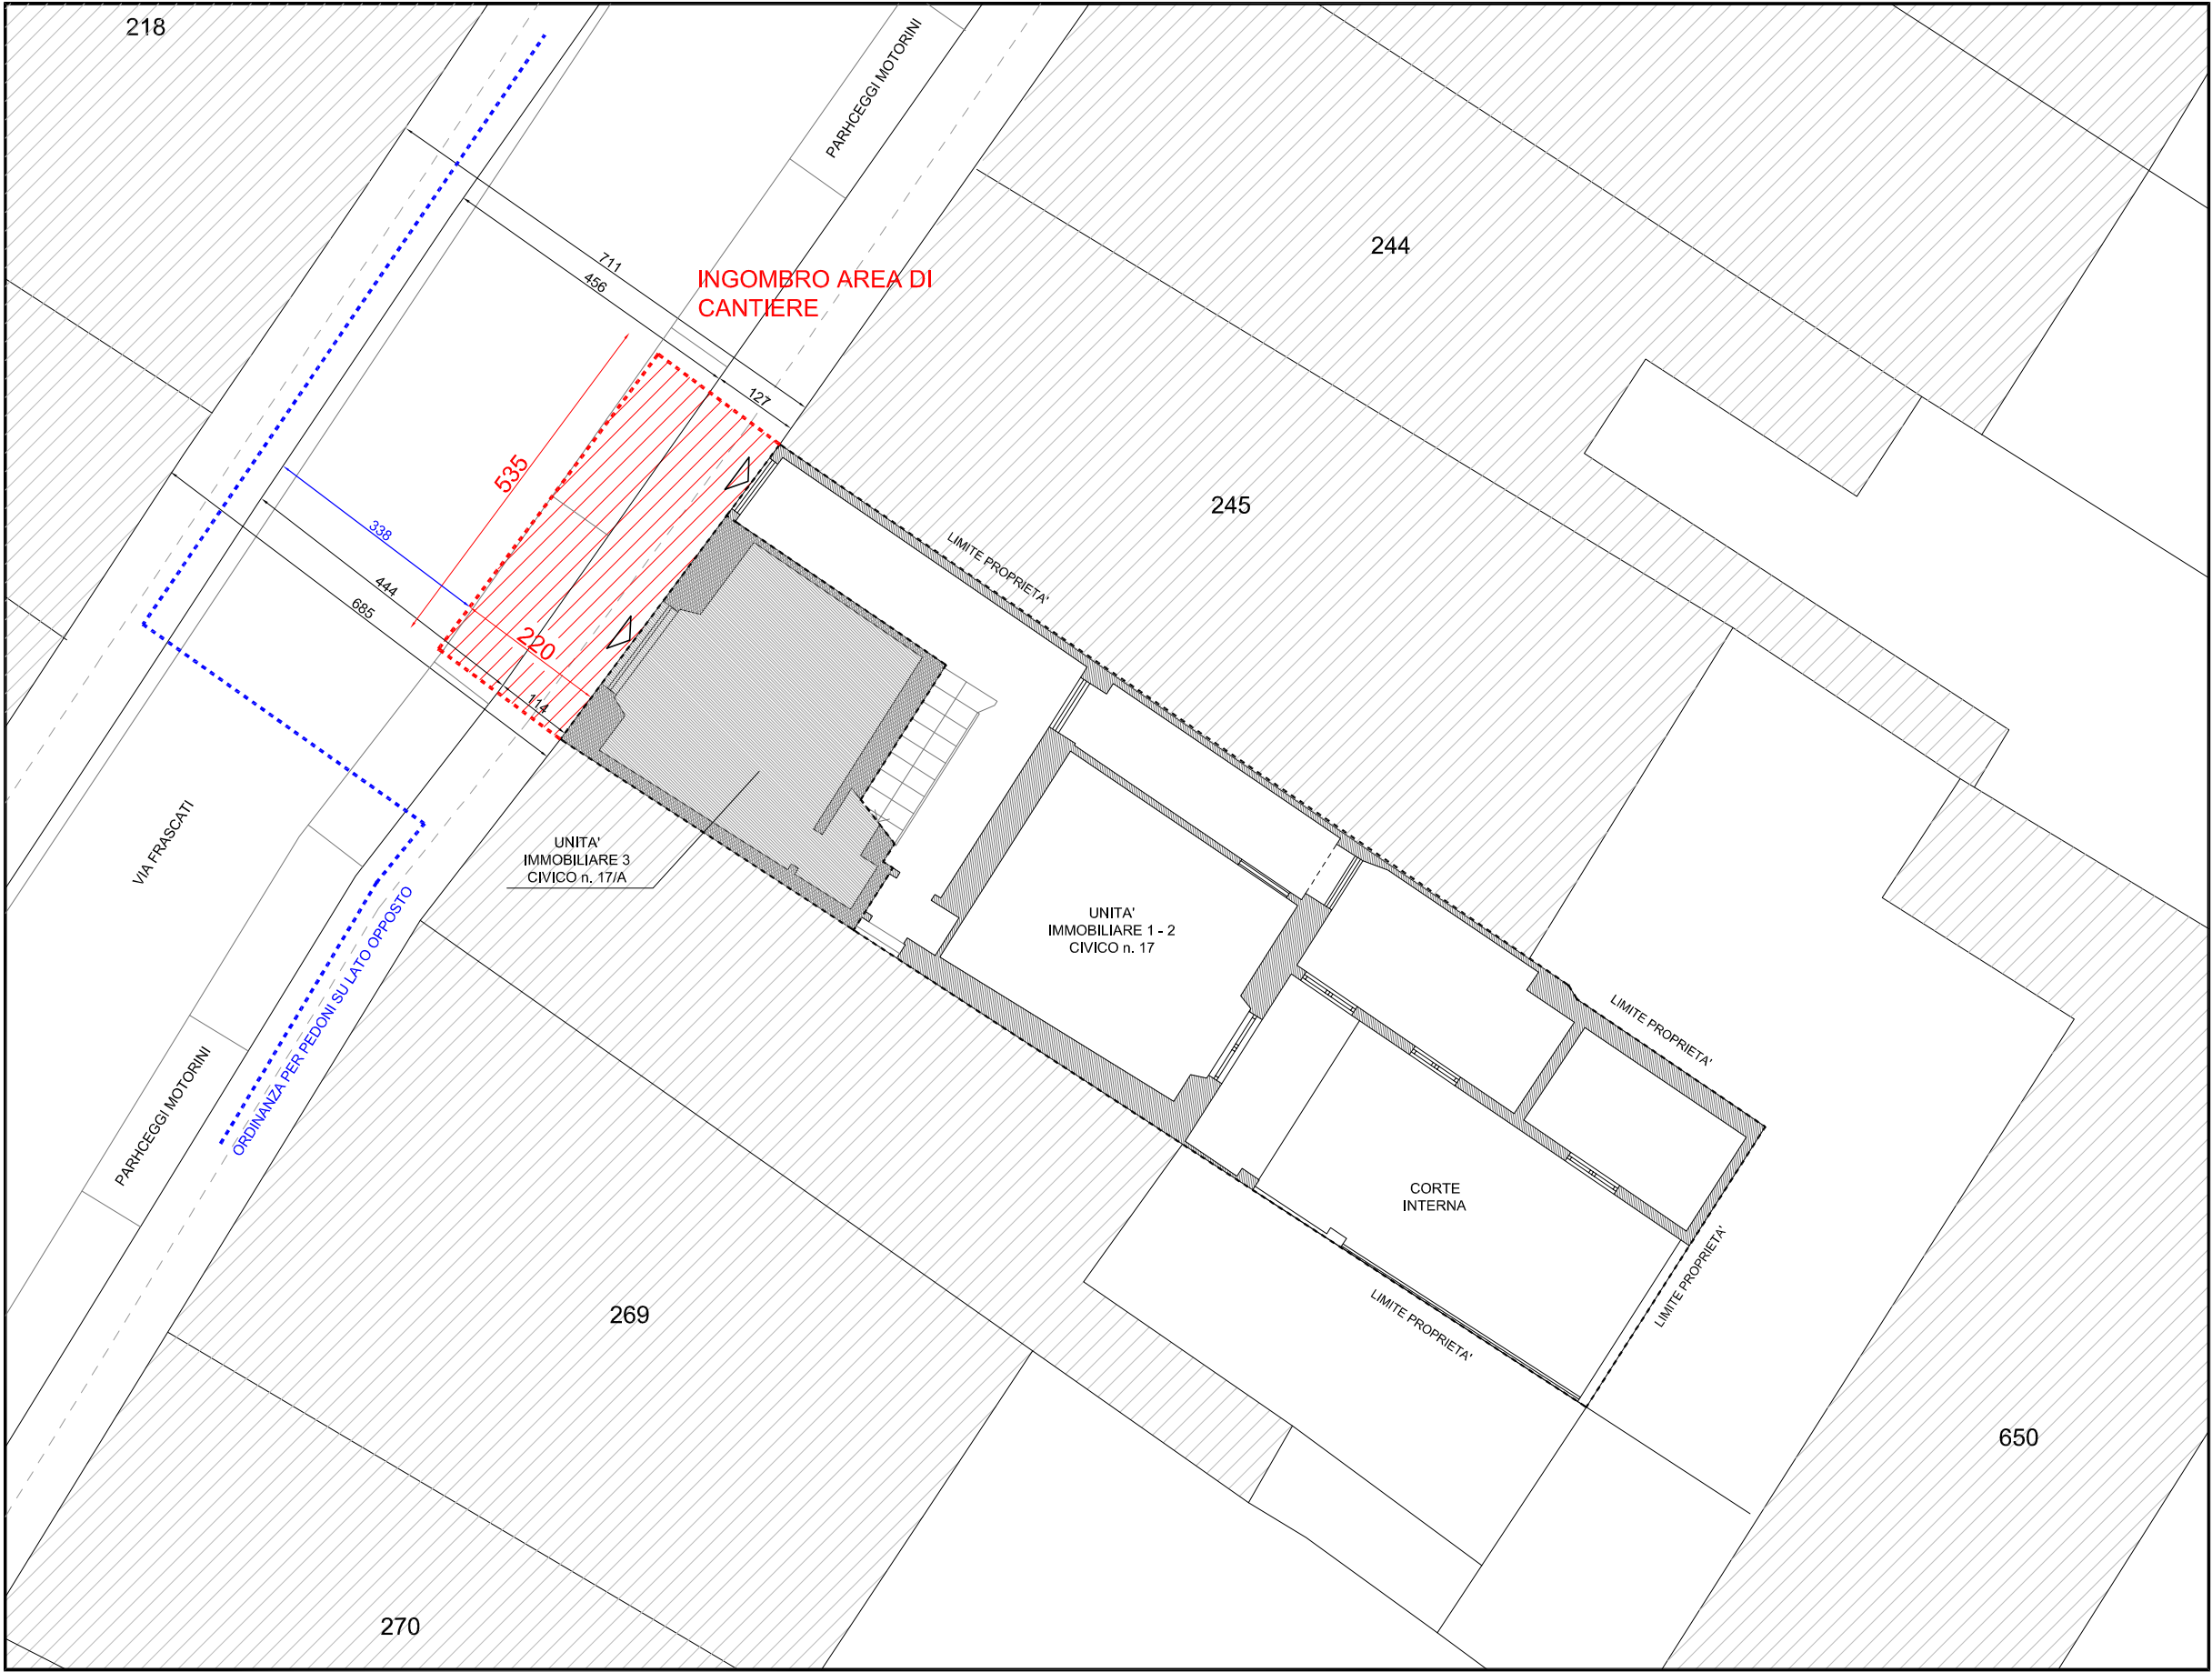 218
PARHCEGGI MOTORINI
244
711
456
INGOMBRO AREA DI
CANTIERE
127
535
245
338
LIMITE PROPRIETA'
444
685
220
114
VIA FRASCATI
UNITA'
IMMOBILIARE 3
CIVICO n. 17/A
UNITA'
IMMOBILIARE 1 - 2
CIVICO n. 17
ORDINANZA PER PEDONI SU LATO OPPOSTO
LIMITE PROPRIETA'
PARHCEGGI MOTORINI
CORTE
INTERNA
LIMITE PROPRIETA'
LIMITE PROPRIETA'
269
650
270